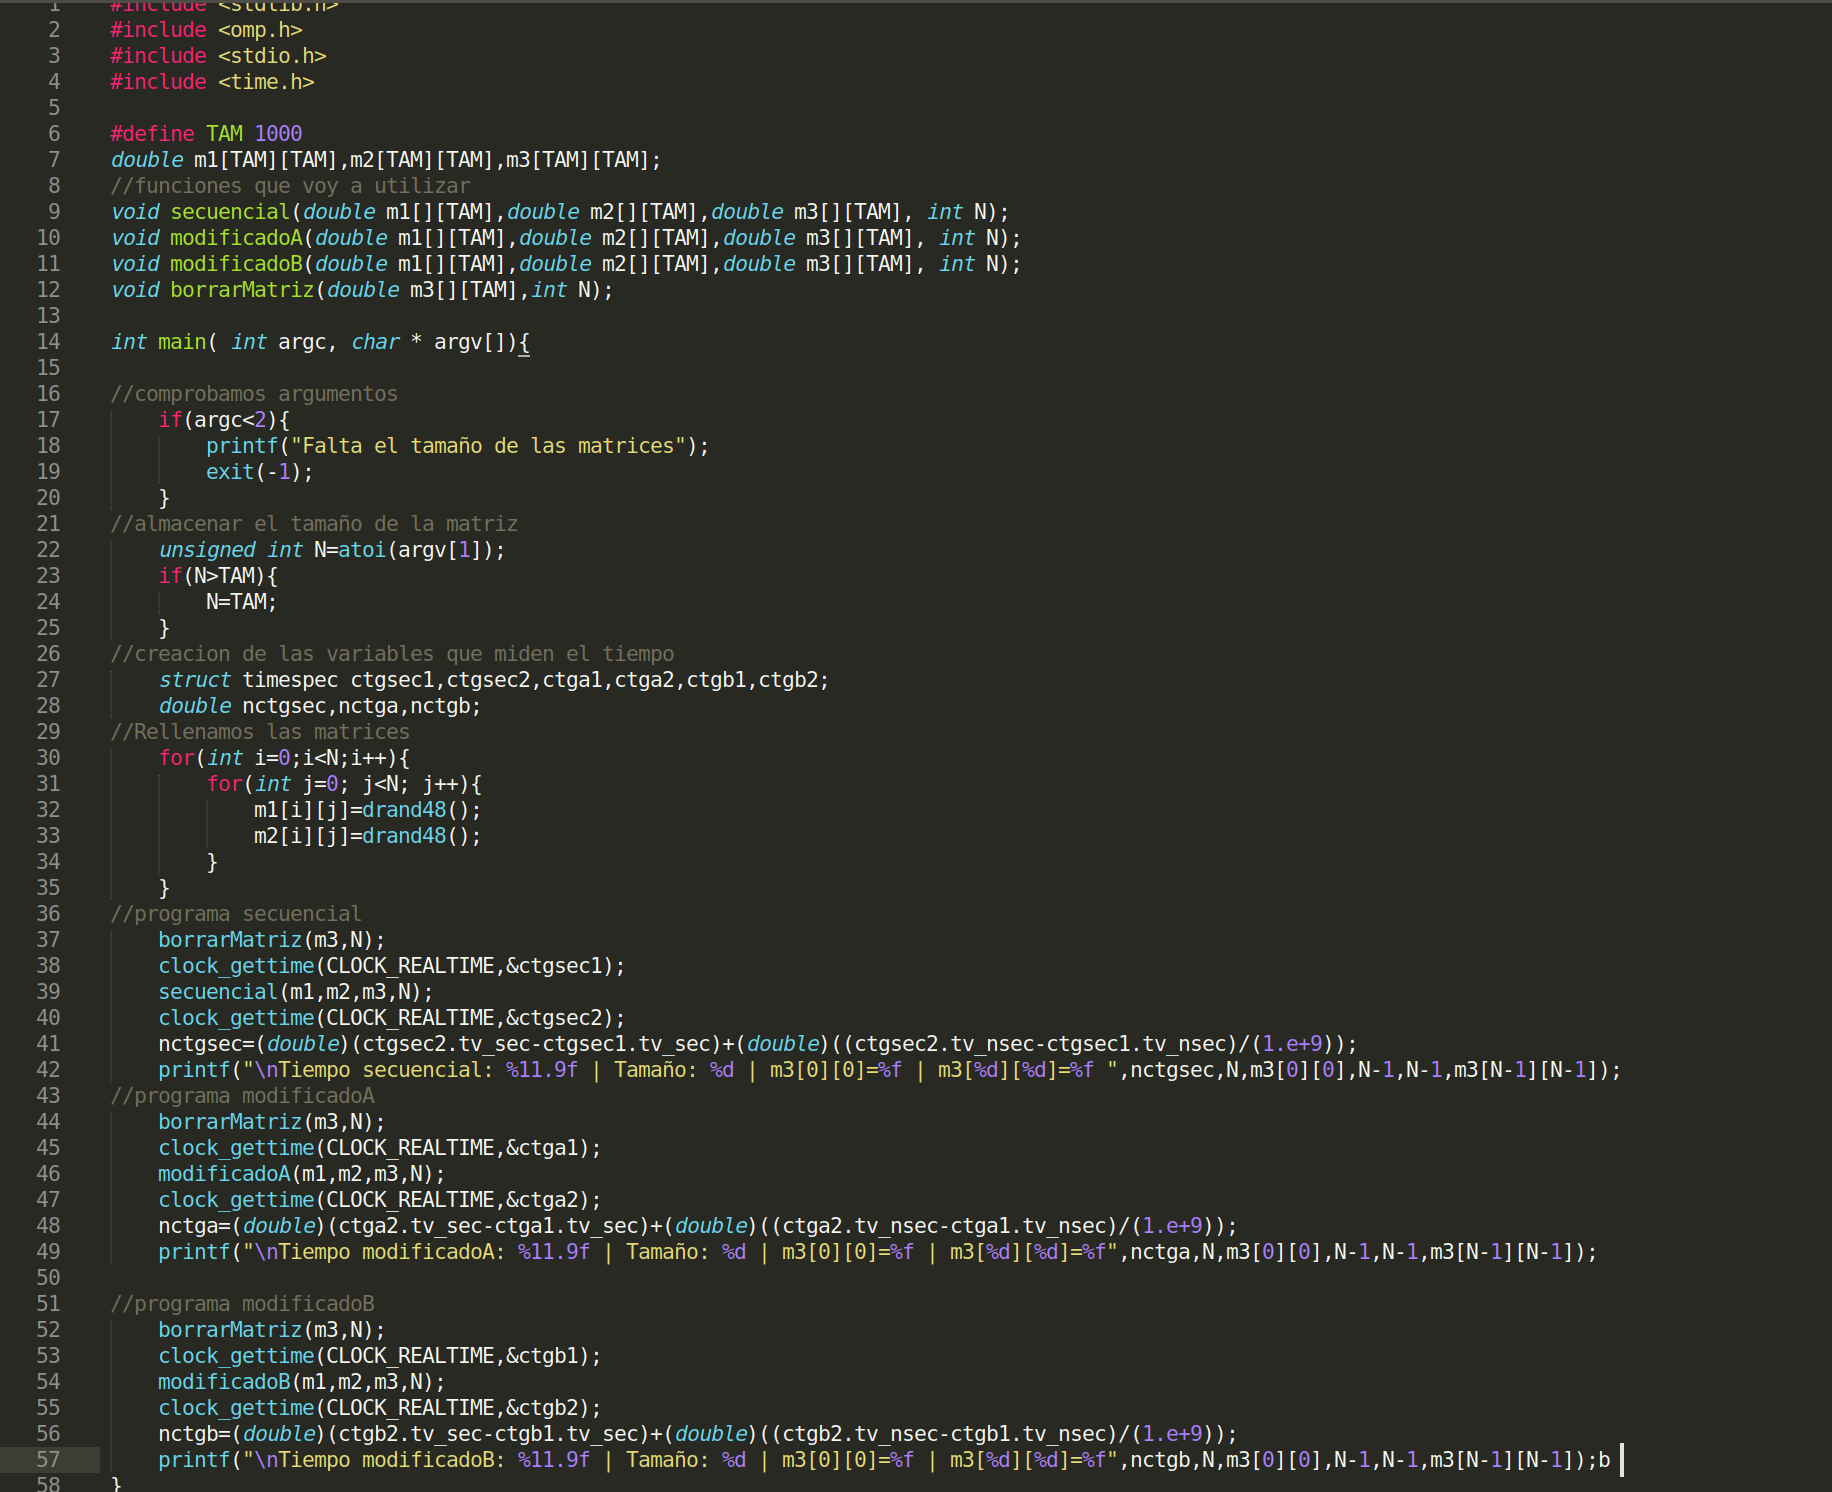 1 #include <stdlib.h>
2 #include <omp.h>
3 #include <stdio.h>
4 #include <time.h>
5
6 #define TAM 1000
7 double m1[TAM][TAM],m2[TAM][TAM],m3[TAM][TAM];
8 //funciones que voy a utilizar
9 void secuencial(double m1[][TAM],double m2[][TAM],double m3[][TAM], int N);
10 void modificadoA(double m1[][TAM],double m2[][TAM],double m3[][TAM], int N);
11 void modificadoB(double m1[][TAM],double m2[][TAM],double m3[][TAM], int N);
12 void borrarMatriz(double m3[][TAM],int N);
13
14 int main( int argc, char * argv[]){
15
16 //comprobamos argumentos
17     if(argc<2){
18         printf("Falta el tamaño de las matrices");
19         exit(-1);
20     }
21 //almacenar el tamaño de la matriz
22     unsigned int N=atoi(argv[1]);
23     if(N>TAM){
24         N=TAM;
25     }
26 //creacion de las variables que miden el tiempo
27     struct timespec ctgsec1,ctgsec2,ctga1,ctga2,ctgb1,ctgb2;
28     double nctgsec,nctga,nctgb;
29 //Rellenamos las matrices
30     for(int i=0;i<N;i++){
31         for(int j=0; j<N; j++){
32             m1[i][j]=drand48();
33             m2[i][j]=drand48();
34         }
35     }
36 //programa secuencial
37     borrarMatriz(m3,N);
38     clock_gettime(CLOCK_REALTIME,&ctgsec1);
39     secuencial(m1,m2,m3,N);
40     clock_gettime(CLOCK_REALTIME,&ctgsec2);
41     nctgsec=(double)(ctgsec2.tv_sec-ctgsec1.tv_sec)+(double)((ctgsec2.tv_nsec-ctgsec1.tv_nsec)/(1.e+9));
42     printf("\nTiempo secuencial: %11.9f | Tamaño: %d | m3[0][0]=%f | m3[%d][%d]=%f ",nctgsec,N,m3[0][0],N-1,N-1,m3[N-1][N-1]);
43 //programa modificadoA
44     borrarMatriz(m3,N);
45     clock_gettime(CLOCK_REALTIME,&ctga1);
46     modificadoA(m1,m2,m3,N);
47     clock_gettime(CLOCK_REALTIME,&ctga2);
48     nctga=(double)(ctga2.tv_sec-ctga1.tv_sec)+(double)((ctga2.tv_nsec-ctga1.tv_nsec)/(1.e+9));
49     printf("\nTiempo modificadoA: %11.9f | Tamaño: %d | m3[0][0]=%f | m3[%d][%d]=%f",nctga,N,m3[0][0],N-1,N-1,m3[N-1][N-1]);
50
51 //programa modificadoB
52     borrarMatriz(m3,N);
53     clock_gettime(CLOCK_REALTIME,&ctgb1);
54     modificadoB(m1,m2,m3,N);
55     clock_gettime(CLOCK_REALTIME,&ctgb2);
56     nctgb=(double)(ctgb2.tv_sec-ctgb1.tv_sec)+(double)((ctgb2.tv_nsec-ctgb1.tv_nsec)/(1.e+9));
57     printf("\nTiempo modificadoB: %11.9f | Tamaño: %d | m3[0][0]=%f | m3[%d][%d]=%f",nctgb,N,m3[0][0],N-1,N-1,m3[N-1][N-1]);b
58 }